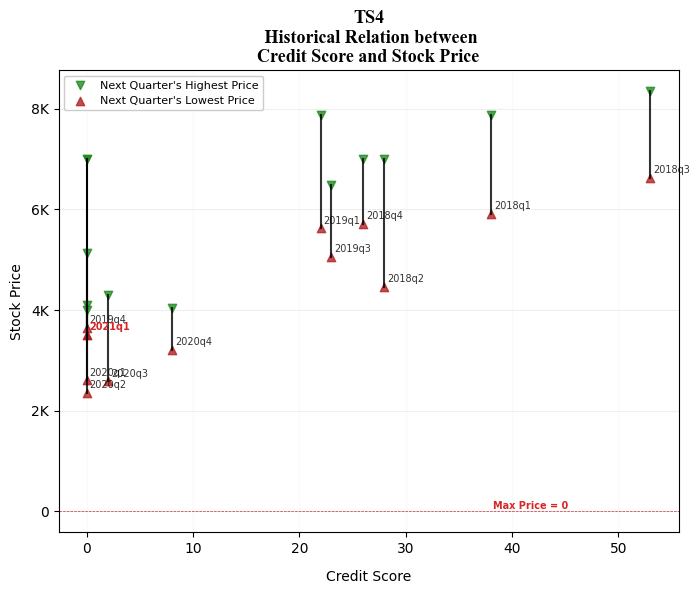 TS4
Historical Relation between
Credit Score and Stock Price
Next Quarter's Highest Price
Next Quarter's Lowest Price
8K
6K
4K
2K
0
Stock Price
2018q3
2018q1
2018q4
2019q1
2019q3
2018q2
2019q4
2021q1
2020q4
2020q1
2020q3
2020q2
Max Price = 0
0 10 20 30 40 50
Credit Score